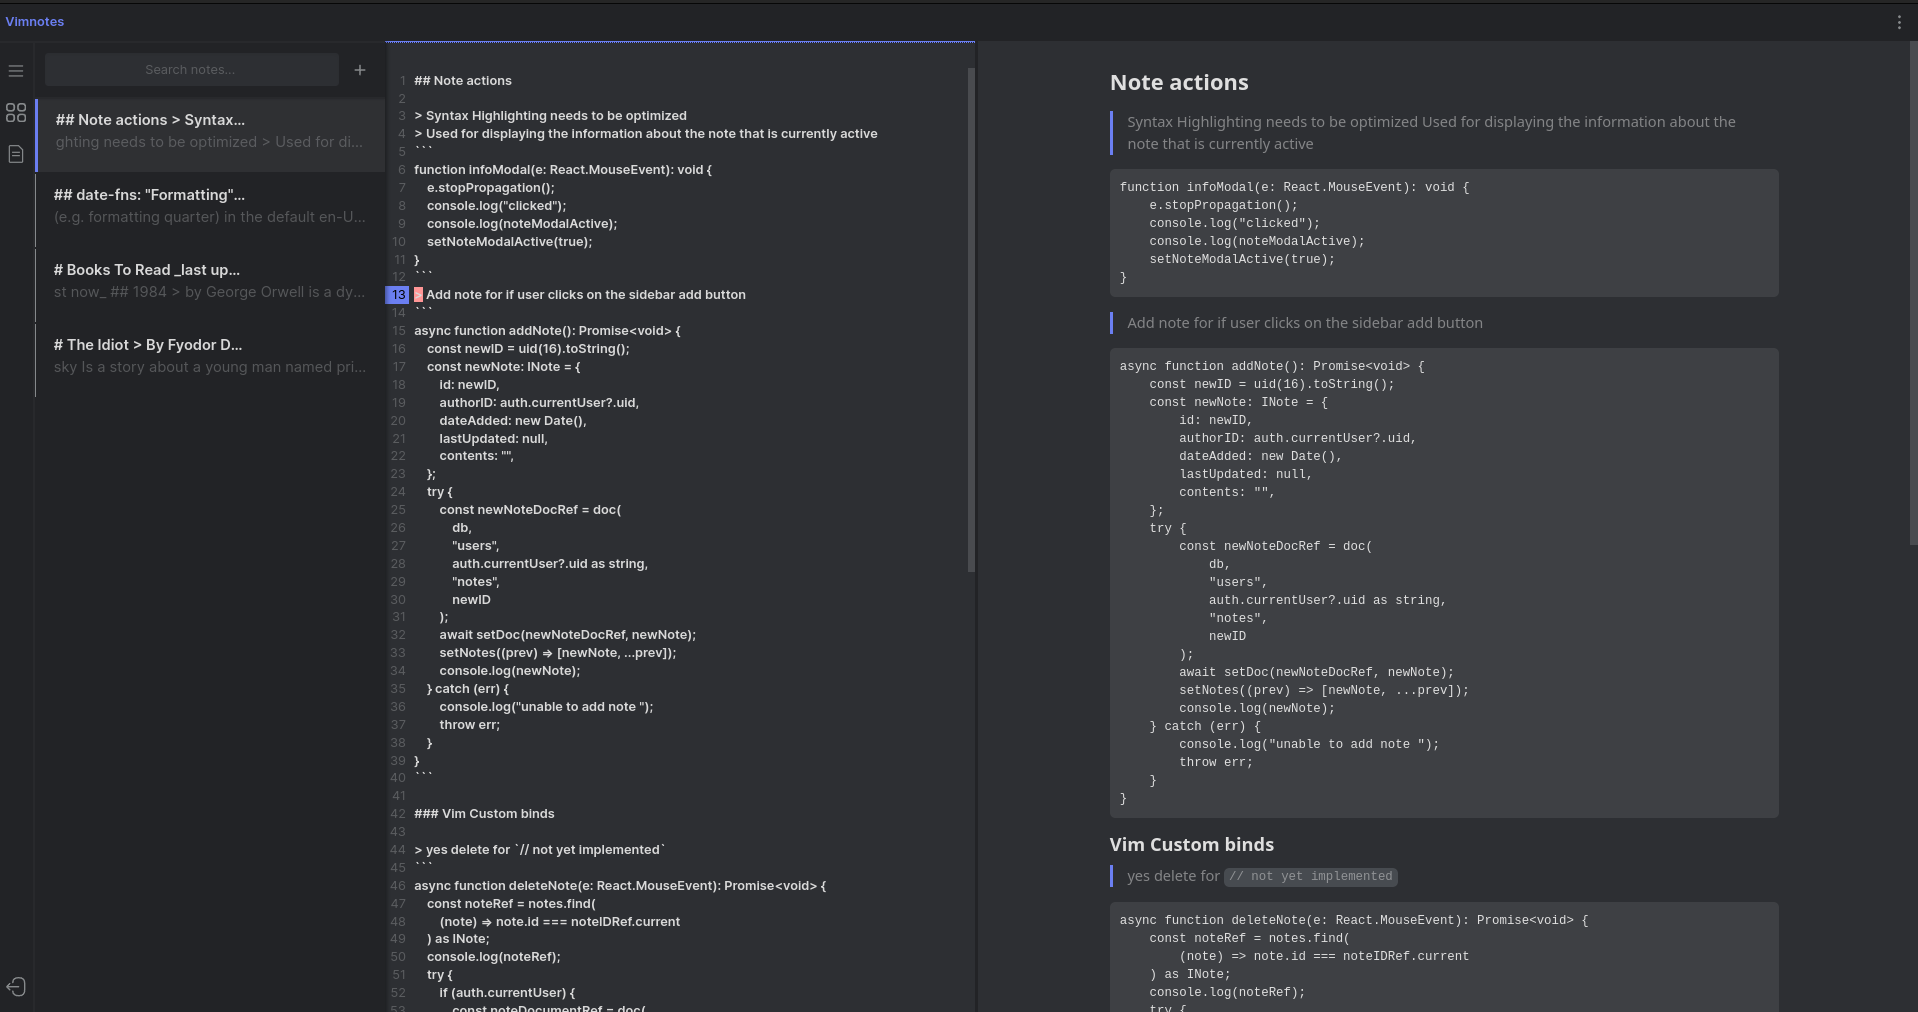 Vimnotes
Search notes...
## Note actions > Syntax...
ghting needs to be optimized > Used for di...
## date-fns: "Formatting"...
(e.g. formatting quarter) in the default en-U...
# Books To Read _last up...
st now_ ## 1984 > by George Orwell is a dy...
# The Idiot > By Fyodor D...
sky Is a story about a young man named pri...
1 ## Note actions
2
3 > Syntax Highlighting needs to be optimized
4 > Used for displaying the information about the note that is currently active
5 ```
6 function infoModal(e: React.MouseEvent): void {
7     e.stopPropagation();
8     console.log("clicked");
9     console.log(noteModalActive);
10     setNoteModalActive(true);
11 }
12 ```
13 > Add note for if user clicks on the sidebar add button
14 ```
15 async function addNote(): Promise<void> {
16     const newID = uid(16).toString();
17     const newNote: INote = {
18         id: newID,
19         authorID: auth.currentUser?.uid,
20         dateAdded: new Date(),
21         lastUpdated: null,
22         contents: "",
23     };
24     try {
25         const newNoteDocRef = doc(
26             db,
27             "users",
28             auth.currentUser?.uid as string,
29             "notes",
30             newID
31         );
32         await setDoc(newNoteDocRef, newNote);
33         setNotes((prev) => [newNote, ...prev]);
34         console.log(newNote);
35     } catch (err) {
36         console.log("unable to add note ");
37         throw err;
38     }
39 }
40 ```
41
42 ### Vim Custom binds
43
44 > yes delete for `// not yet implemented`
45 ```
46 async function deleteNote(e: React.MouseEvent): Promise<void> {
47     const noteRef = notes.find(
48         (note) => note.id === noteIDRef.current
49     ) as INote;
50     console.log(noteRef);
51     try {
52         if (auth.currentUser) {
53             const noteDocumentRef = doc(
Note actions
Syntax Highlighting needs to be optimized Used for displaying the information about the
note that is currently active
function infoModal(e: React.MouseEvent): void {
    e.stopPropagation();
    console.log("clicked");
    console.log(noteModalActive);
    setNoteModalActive(true);
}
Add note for if user clicks on the sidebar add button
async function addNote(): Promise<void> {
    const newID = uid(16).toString();
    const newNote: INote = {
        id: newID,
        authorID: auth.currentUser?.uid,
        dateAdded: new Date(),
        lastUpdated: null,
        contents: "",
    };
    try {
        const newNoteDocRef = doc(
            db,
            "users",
            auth.currentUser?.uid as string,
            "notes",
            newID
        );
        await setDoc(newNoteDocRef, newNote);
        setNotes((prev) => [newNote, ...prev]);
        console.log(newNote);
    } catch (err) {
        console.log("unable to add note ");
        throw err;
    }
}
Vim Custom binds
yes delete for // not yet implemented
async function deleteNote(e: React.MouseEvent): Promise<void> {
    const noteRef = notes.find(
        (note) => note.id === noteIDRef.current
    ) as INote;
    console.log(noteRef);
    try {